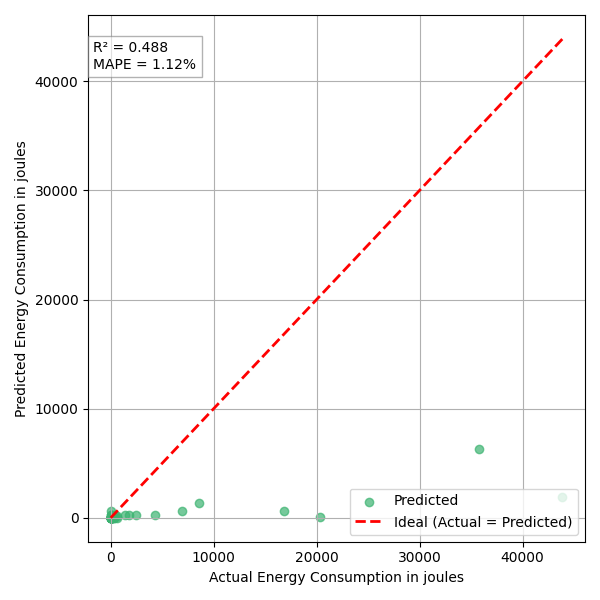 R² = 0.488
MAPE = 1.12%
40000
30000
20000
10000
0
Predicted Energy Consumption in joules
Predicted
Ideal (Actual = Predicted)
0
10000
20000
30000
40000
Actual Energy Consumption in joules